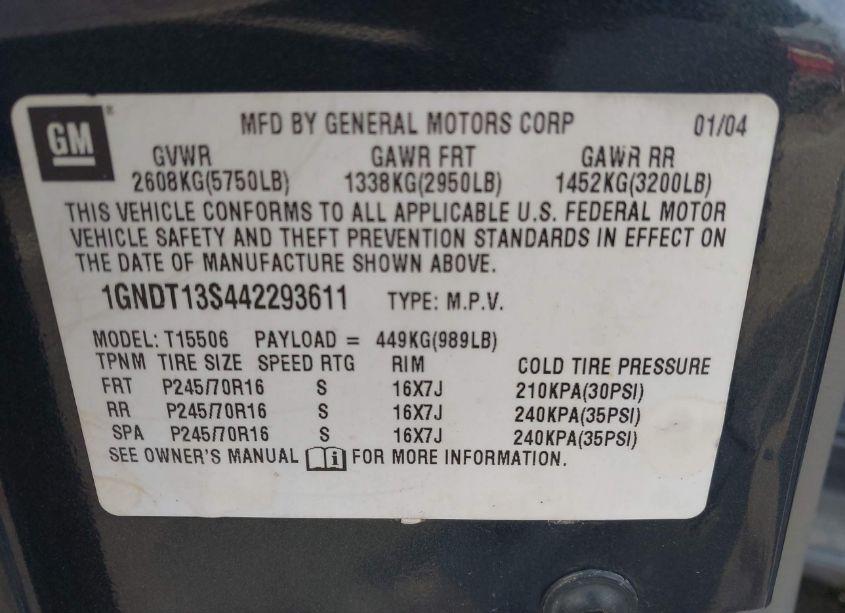 GM ®
MFD BY GENERAL MOTORS CORP 01/04
GVWR GAWR FRT GAWR RR
2608KG(5750LB) 1338KG(2950LB) 1452KG(3200LB)
THIS VEHICLE CONFORMS TO ALL APPLICABLE U.S. FEDERAL MOTOR
VEHICLE SAFETY AND THEFT PREVENTION STANDARDS IN EFFECT ON
THE DATE OF MANUFACTURE SHOWN ABOVE.
1GNDT13S442293611 TYPE: M.P.V.
MODEL: T15506 PAYLOAD = 449KG(989LB)
TPNM TIRE SIZE SPEED RTG RIM COLD TIRE PRESSURE
FRT P245/70R16 S 16X7J 210KPA(30PSI)
RR P245/70R16 S 16X7J 240KPA(35PSI)
SPA P245/70R16 S 16X7J 240KPA(35PSI)
SEE OWNER'S MANUAL i FOR MORE INFORMATION.